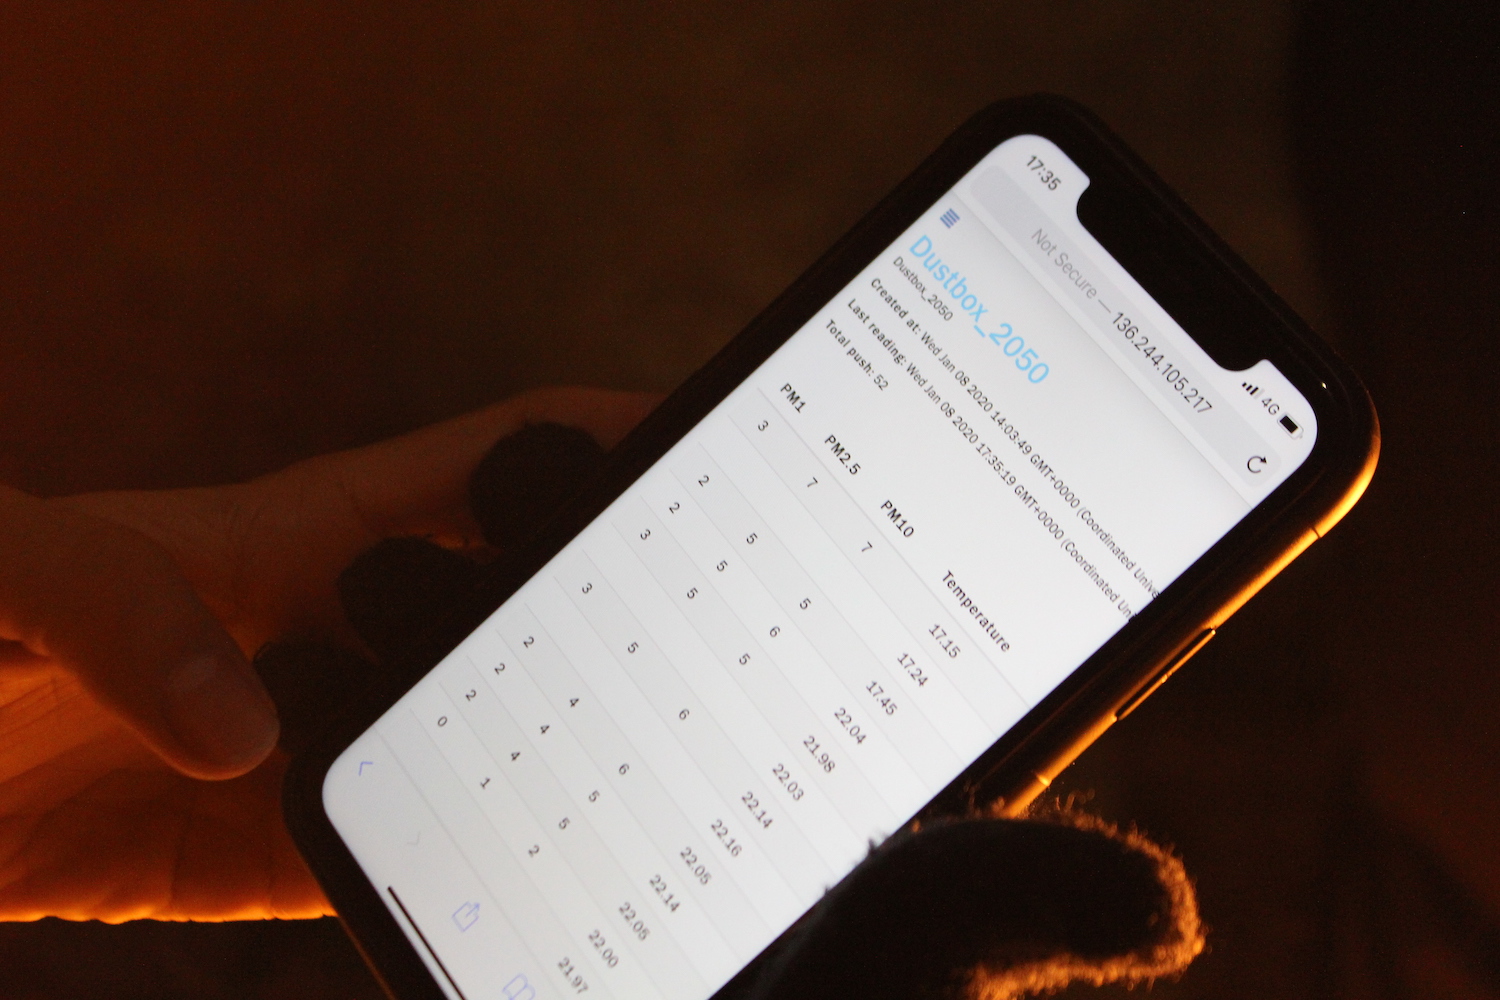 17:35
4G
Not Secure — 136.244.105.217
Dustbox_2050
Dustbox_2050
Created at: Wed Jan 08 2020 14:03:49 GMT+0000 (Coordinated Unive
Last reading: Wed Jan 08 2020 17:35:19 GMT+0000 (Coordinated Uni
Total push: 52
PM1 PM2.5 PM10 Temperature
3 7 7 17.15
17.24
2 5 5 17.45
2 5 6 22.04
3 5 5 21.98
22.03
3 5 6 22.14
22.16
2 4 6 22.05
2 4 5 22.14
2 4 5 22.05
0 1 2 22.00
21.97